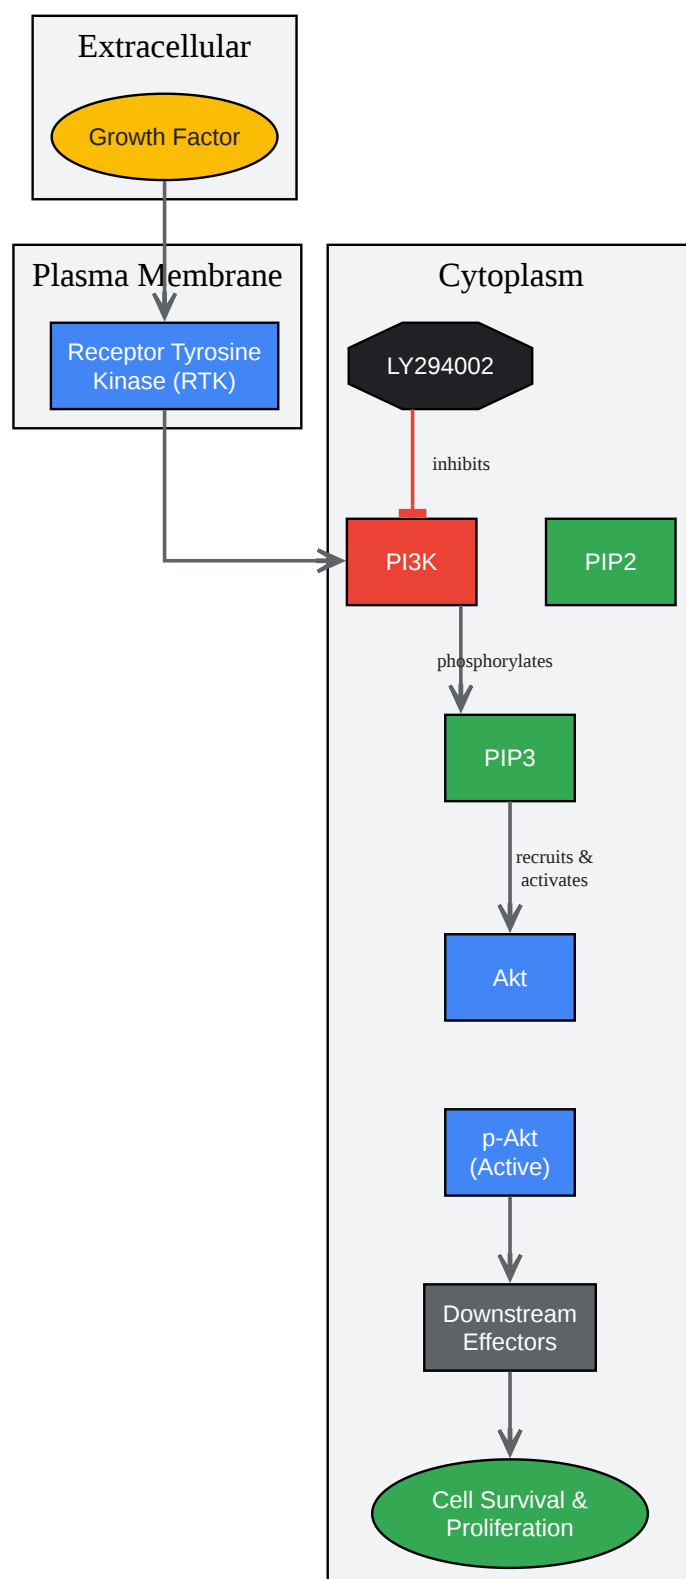 Extracellular
Growth Factor
Plasma Membrane
Receptor Tyrosine
Kinase (RTK)
Cytoplasm
LY294002
inhibits
PI3K
PIP2
phosphorylates
PIP3
recruits &
activates
Akt
p-Akt
(Active)
Downstream
Effectors
Cell Survival &
Proliferation